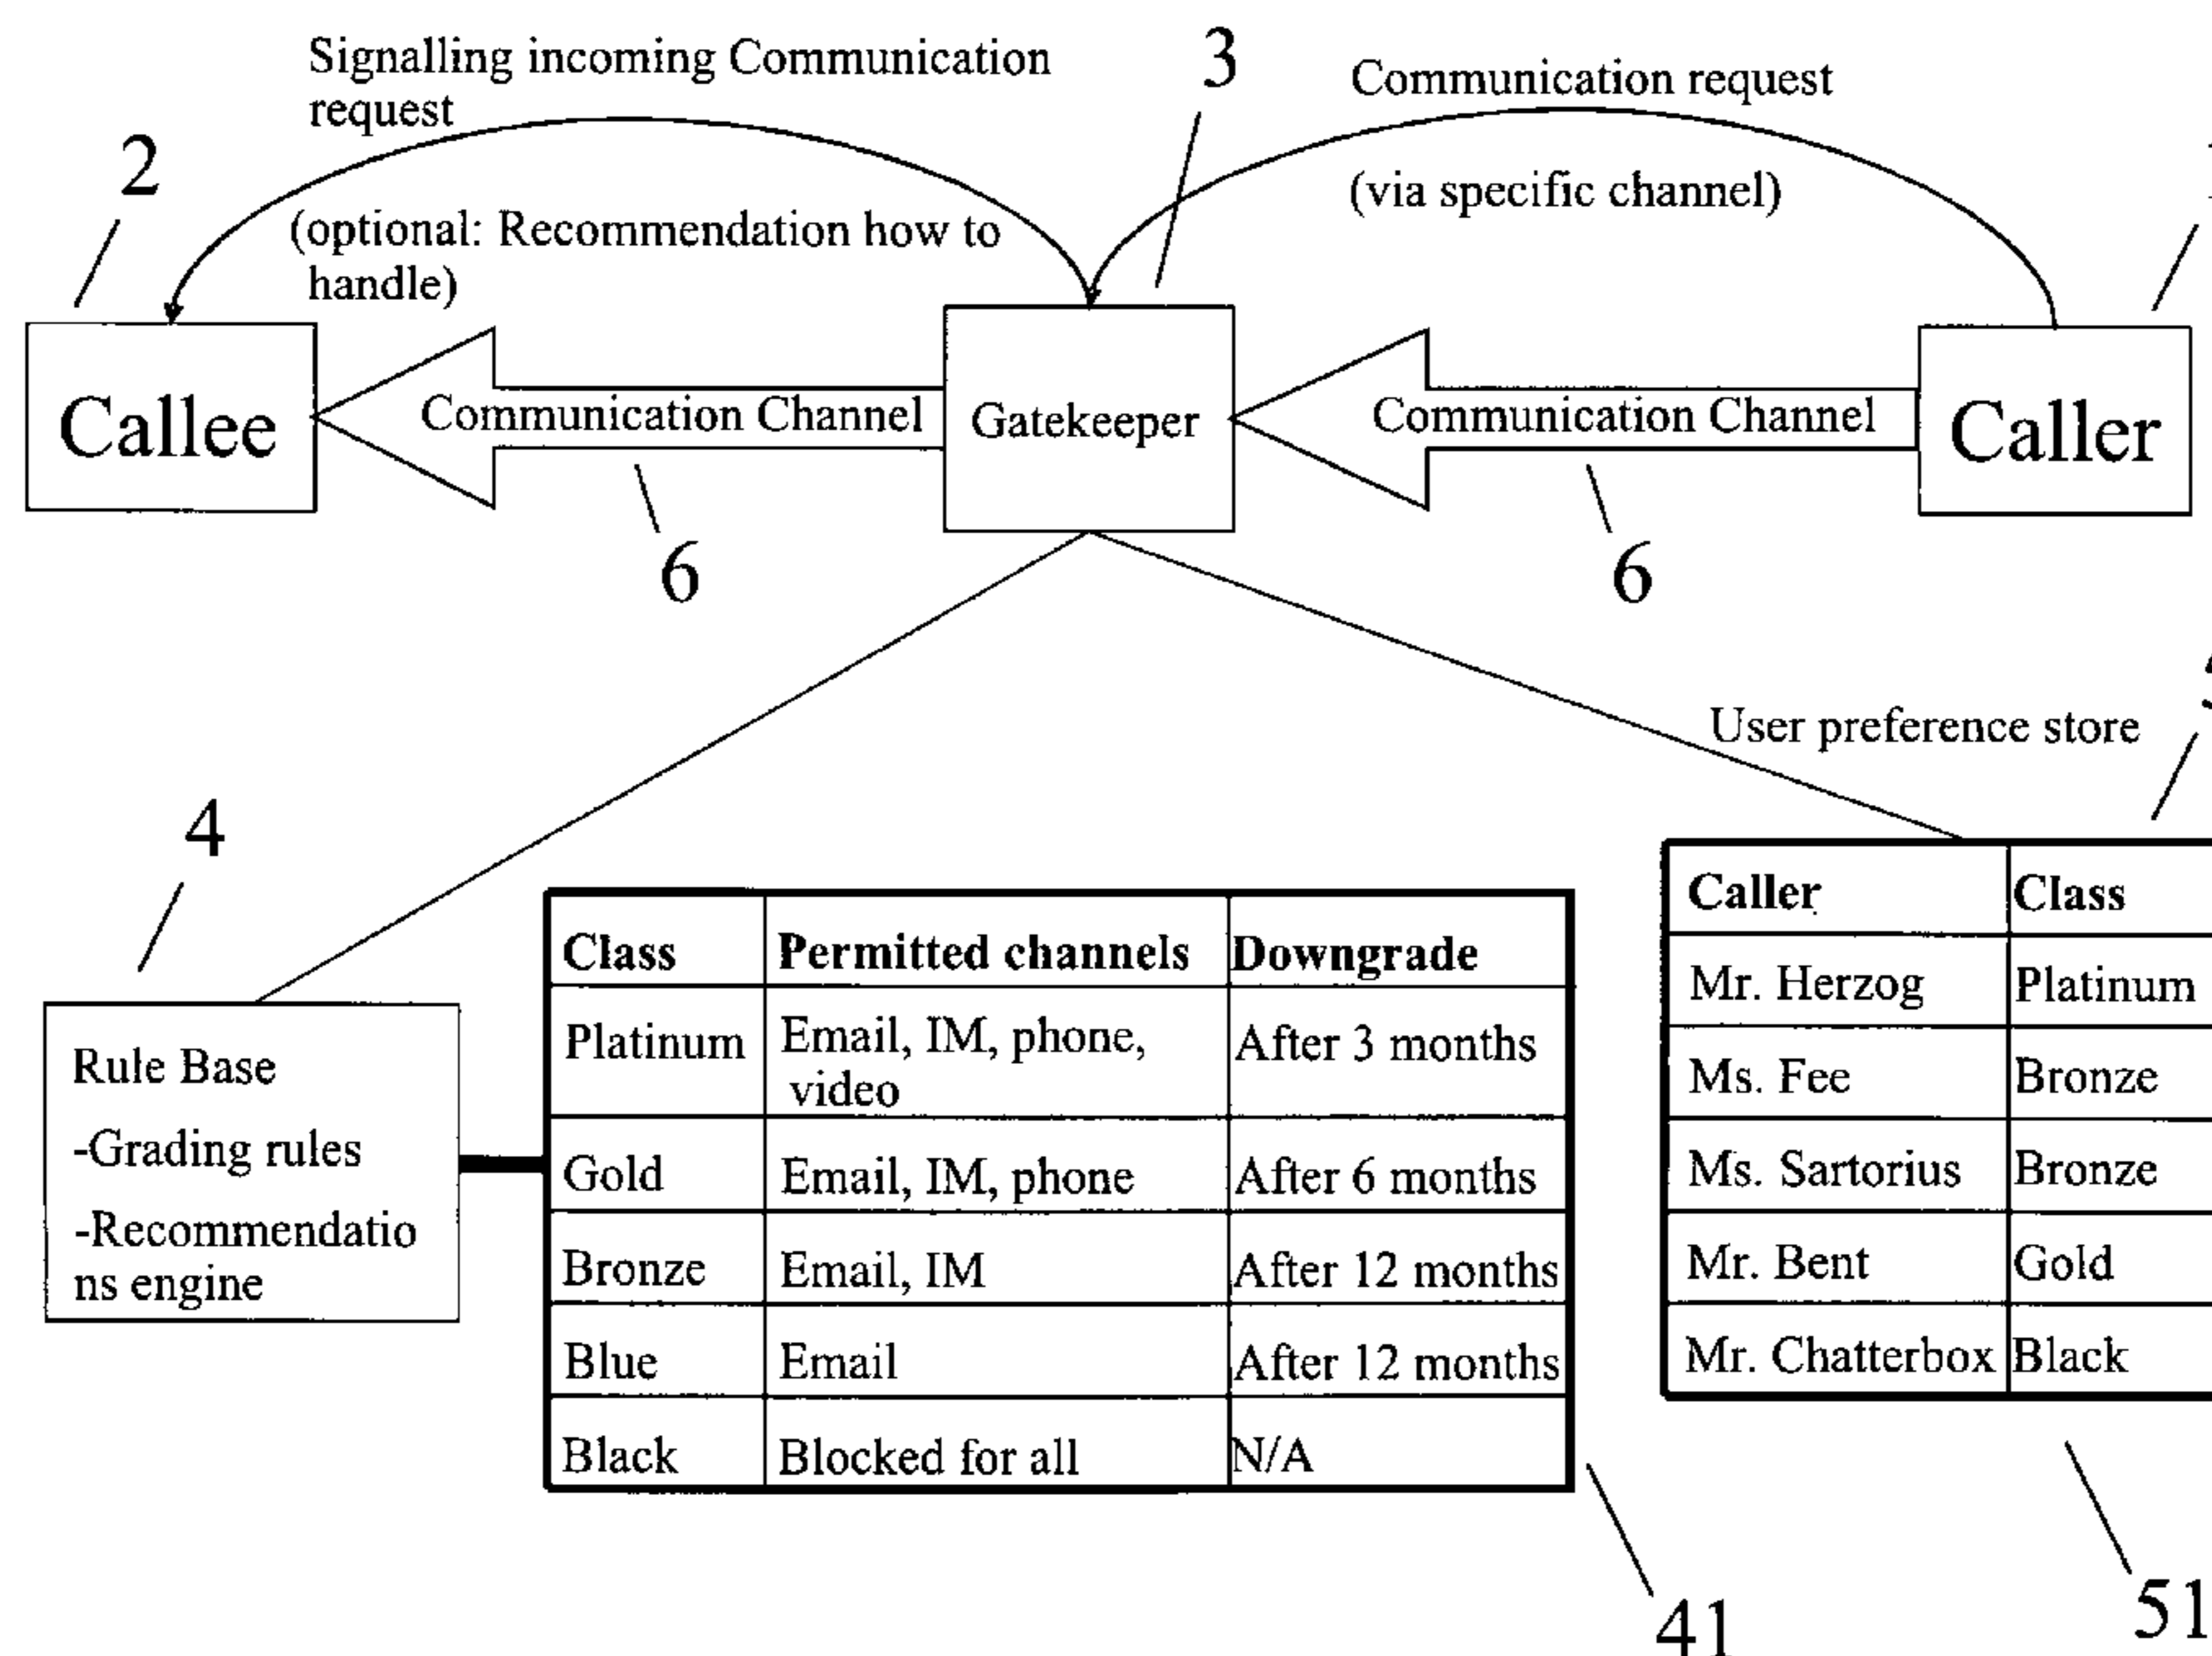 Signalling incoming Communication
request
3
Communication request
2
(via specific channel)
(optional: Recommendation how to
handle)
Callee
Communication Channel
Gatekeeper
Communication Channel
Caller
6
6
User preference store
4
Caller Class
Mr. Herzog Platinum
Ms. Fee Bronze
Ms. Sartorius Bronze
Mr. Bent Gold
Mr. Chatterbox Black
Rule Base
-Grading rules
-Recommendatio
ns engine
Class Permitted channels Downgrade
Platinum Email, IM, phone, After 3 months
video
Gold Email, IM, phone After 6 months
Bronze Email, IM After 12 months
Blue Email After 12 months
Black Blocked for all N/A
41
51